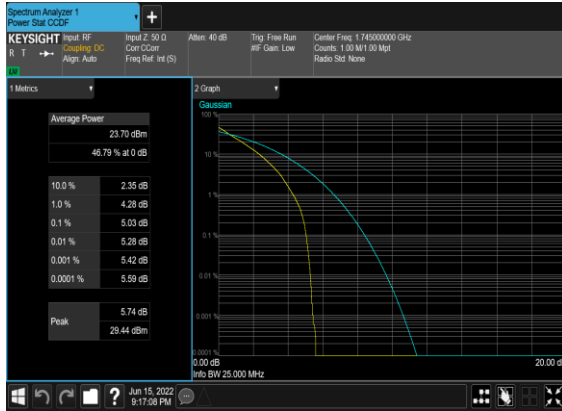 Spectrum Analyzer 1
Power Stat CCDF
+
KEYSIGHT
R T
LU
Input: RF
Coupling: DC
Align: Auto
Input Z: 50 Ω
Corr CCorr
Freq Ref: Int (S)
Atten: 40 dB
Trig: Free Run
#IF Gain: Low
Center Freq: 1.745000000 GHz
Counts: 1.00 M/1.00 Mpt
Radio Std: None
1 Metrics
Average Power
23.70 dBm
46.79 % at 0 dB
10.0 % 2.35 dB
1.0 % 4.28 dB
0.1 % 5.03 dB
0.01 % 5.28 dB
0.001 % 5.42 dB
0.0001 % 5.59 dB
Peak
5.74 dB
29.44 dBm
2 Graph
Gaussian
100 %
10 %
1 %
0.1 %
0.01 %
0.001 %
0.0001 %
0.00 dB
20.00 d
Info BW 25.000 MHz
?
Jun 15, 2022
9:17:08 PM